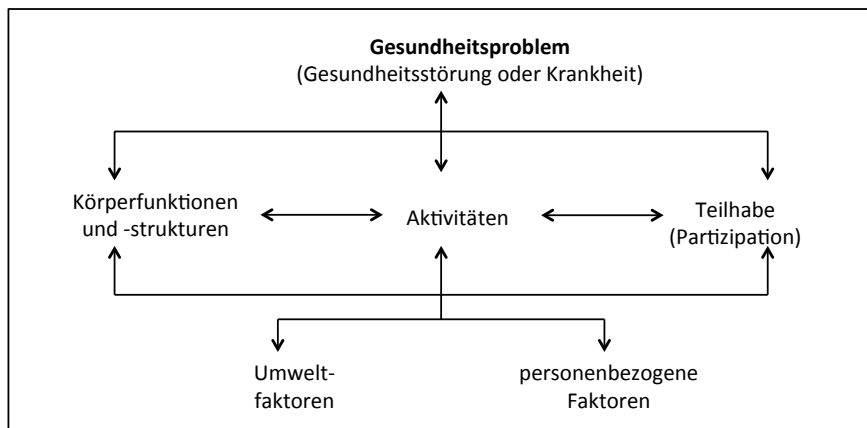 Gesundheitsproblem
(Gesundheitsstörung oder Krankheit)
Körperfunktionen
und -strukturen
Aktivitäten
Teilhabe
(Partizipation)
Umwelt-
faktoren
personenbezogene
Faktoren